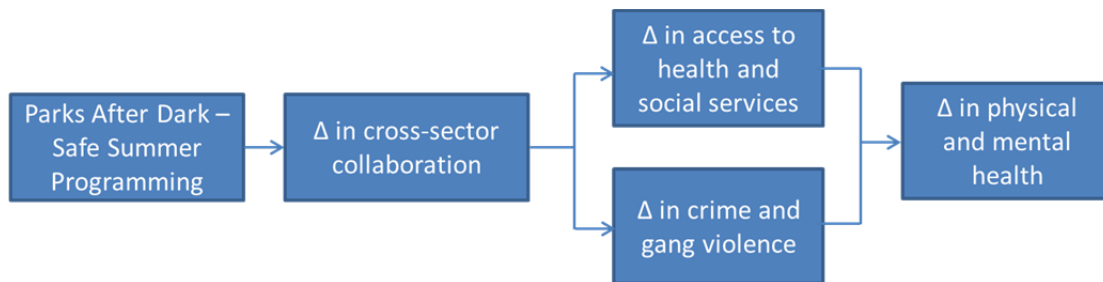 Parks After Dark –
Safe Summer
Programming
Δ in cross-sector
collaboration
Δ in access to
health and
social services
Δ in crime and
gang violence
Δ in physical
and mental
health